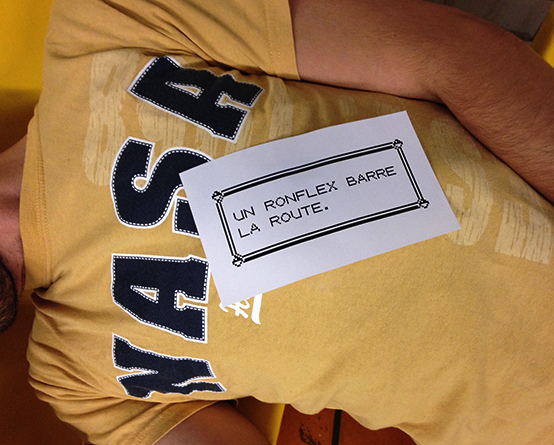 NASA
UN RONFLEX BARRE
LA ROUTE.